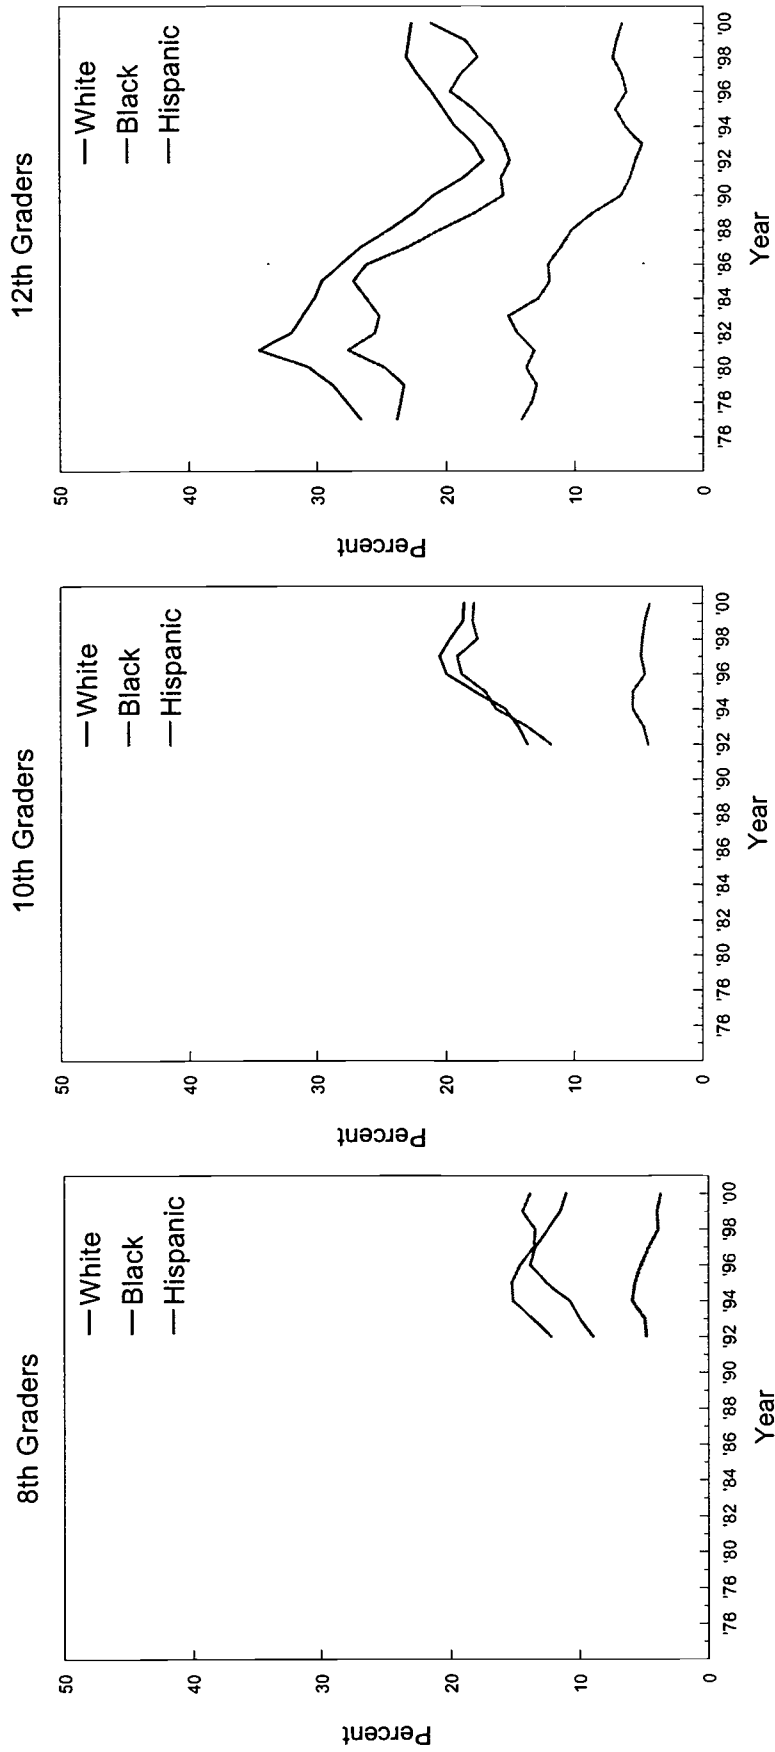 8th Graders
White
Black
Hispanic
50
40
30
20
10
0
Percent
'76 '78 '80 '82 '84 '86 '88 '90 '92 '94 '96 '98 '00
Year
10th Graders
White
Black
Hispanic
50
40
30
20
10
0
Percent
'76 '78 '80 '82 '84 '86 '88 '90 '92 '94 '96 '98 '00
Year
12th Graders
White
Black
Hispanic
50
40
30
20
10
0
Percent
'76 '78 '80 '82 '84 '86 '88 '90 '92 '94 '96 '98 '00
Year